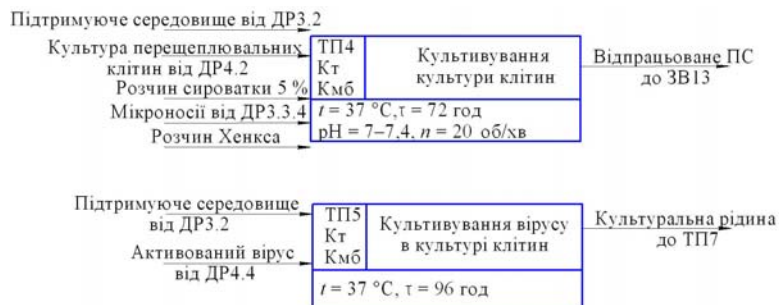 Підтримуюче середовище від ДР3.2
Культура перещеплювальних
клітин від ДР4.2
Розчин сироватки 5 %
Мікроносії від ДР3.3.4
Розчин Хенкса
ТП4
Кт
Кмб
Культивування
культури клітин
t = 37 °C, τ = 72 год
pH = 7–7,4, n = 20 об/хв
Відпрацьоване ПС
до ЗВ13
Підтримуюче середовище
від ДР3.2
Активований вірус
від ДР4.4
ТП5
Кт
Кмб
Культивування вірусу
в культурі клітин
t = 37 °C, τ = 96 год
Культуральна рідина
до ТП7